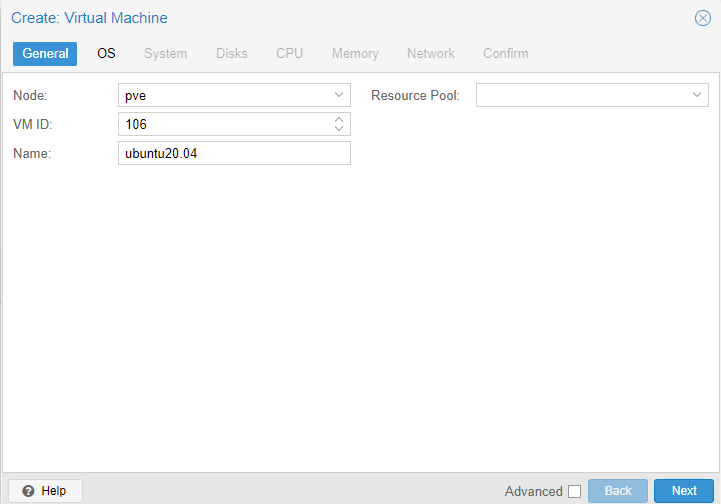 Create: Virtual Machine
General OS System Disks CPU Memory Network Confirm
Node: pve Resource Pool:
VM ID: 106
Name: ubuntu20.04
Help Advanced Back Next